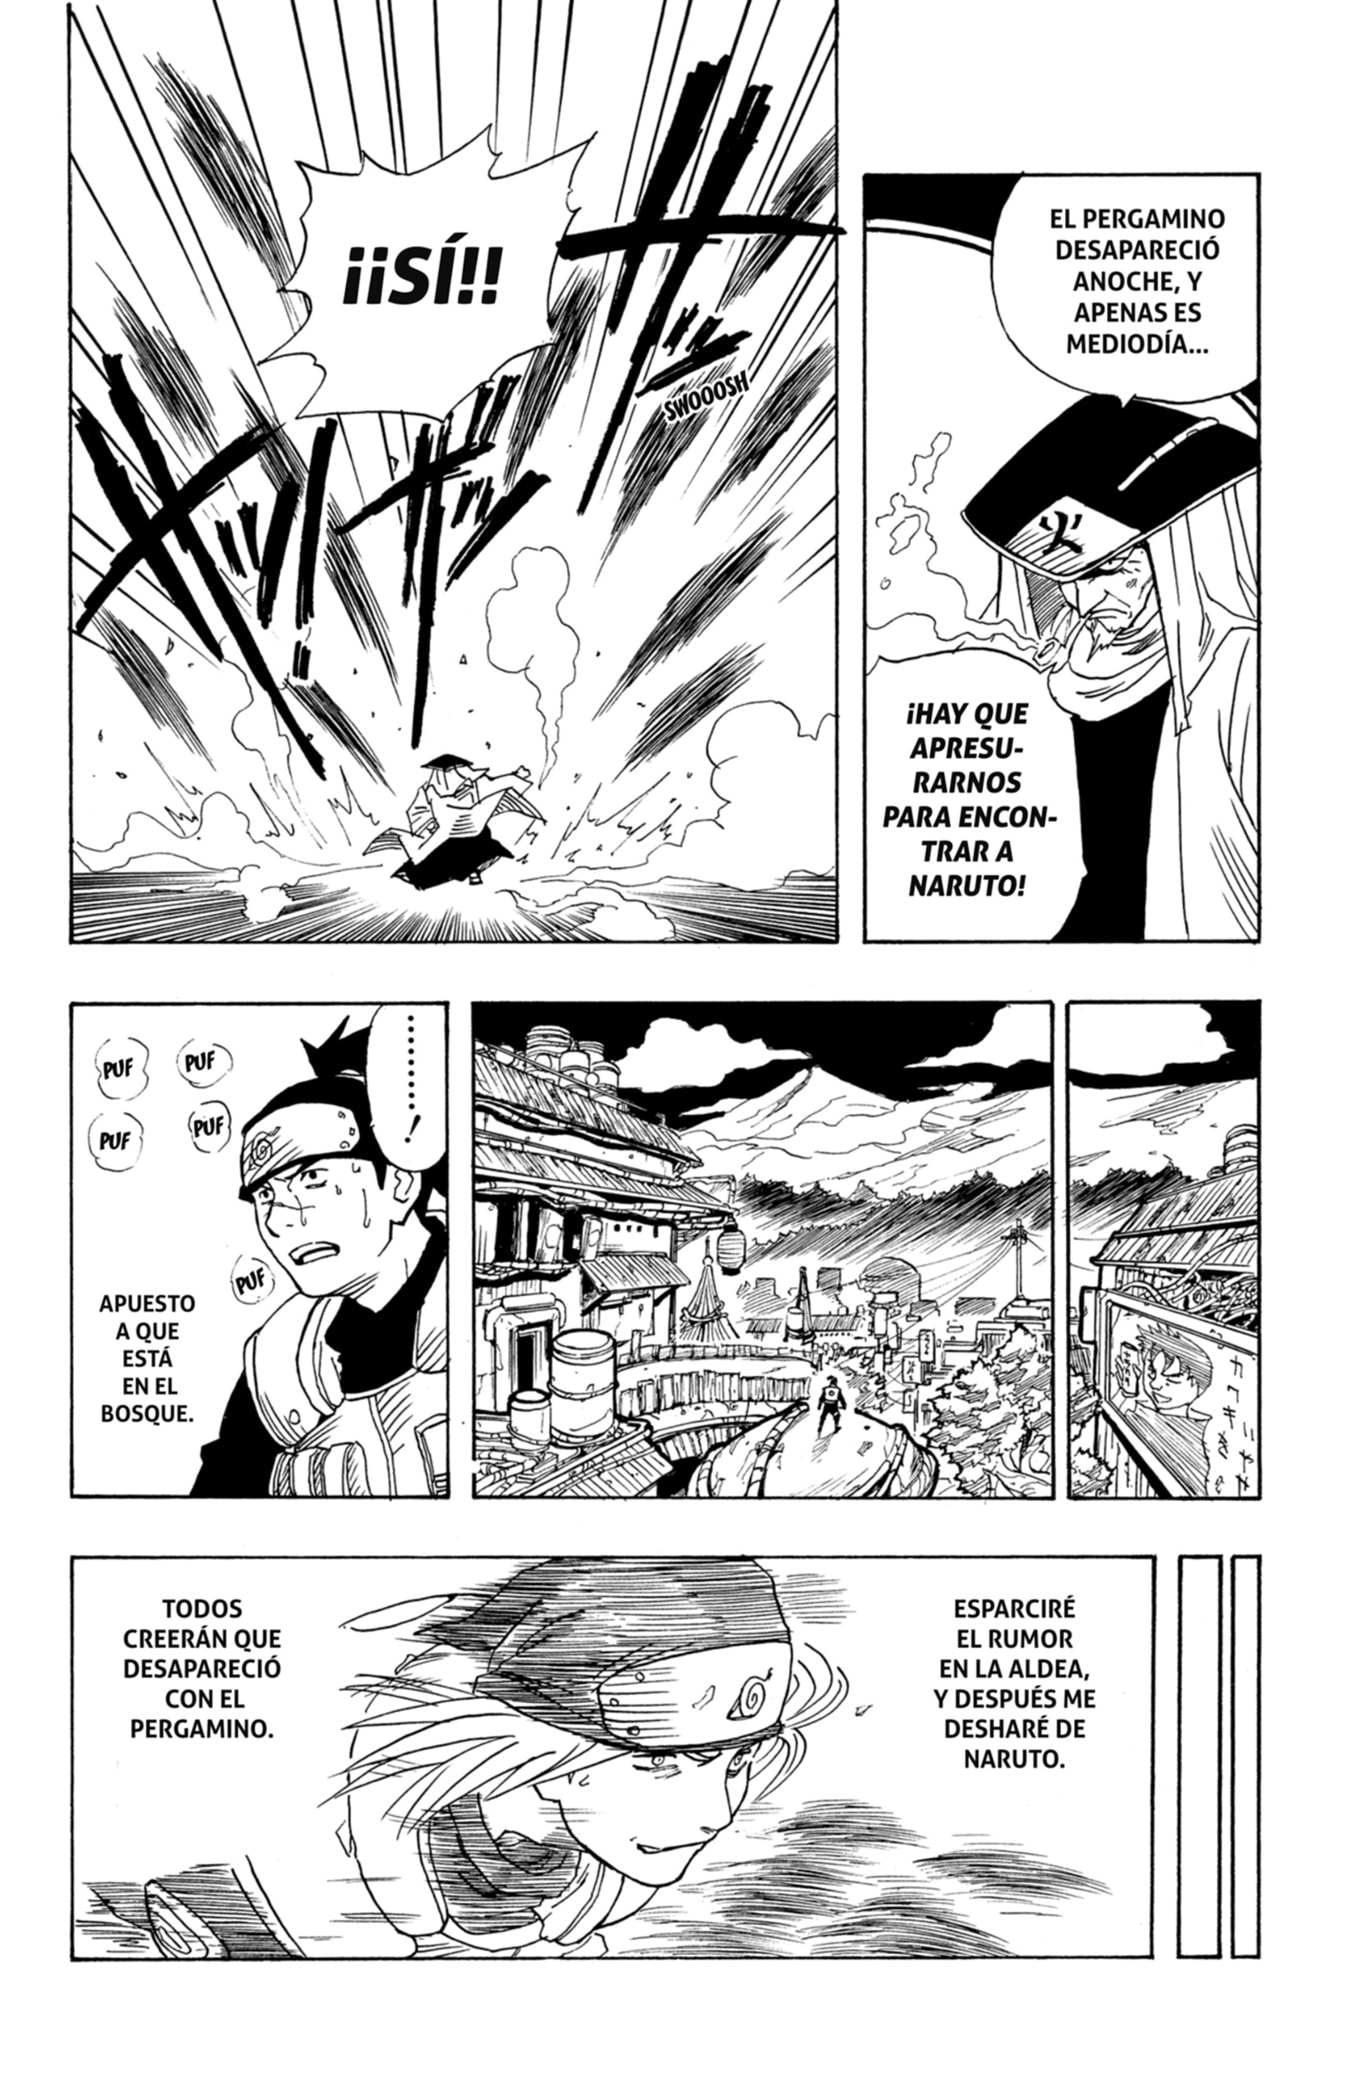 EL PERGAMINO
DESAPARECIÓ
ANOCHE, Y
APENAS ES
MEDIODÍA...
火
¡HAY QUE
APRESU-
RARNOS
PARA ENCON-
TRAR A
NARUTO!
¡¡SÍ!!
SWOOOSH
.........!
PUF
PUF
PUF
PUF
PUF
APUESTO
A QUE
ESTÁ
EN EL
BOSQUE.
ESPARCIRÉ
EL RUMOR
EN LA ALDEA,
Y DESPUÉS ME
DESHARÉ DE
NARUTO.
TODOS
CREERÁN QUE
DESAPARECIÓ
CON EL
PERGAMINO.